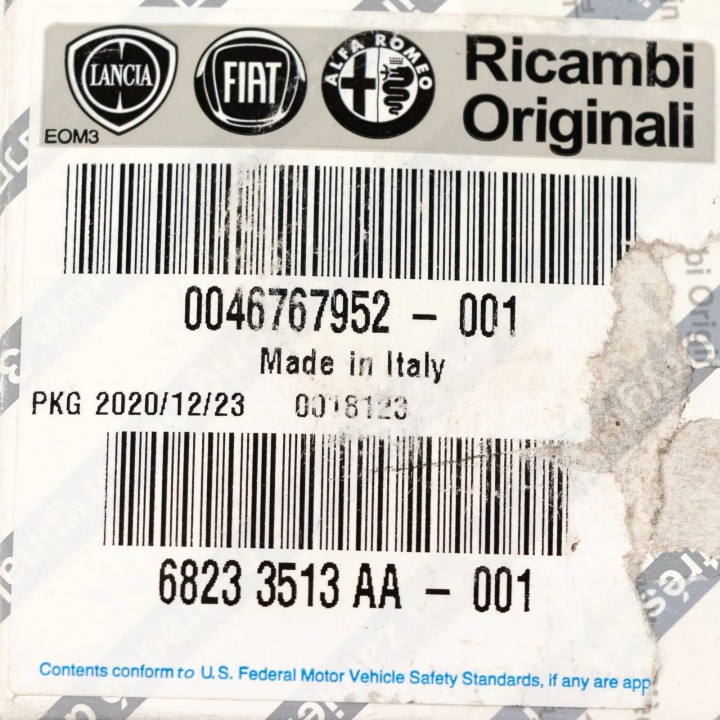 LANCIA
FIAT
ALFA ROMEO
Ricambi
Originali
EOM3
0046767952 - 001
Made in Italy
PKG 2020/12/23 0018123
6823 3513 AA - 001
Contents conform to U.S. Federal Motor Vehicle Safety Standards, if any are app